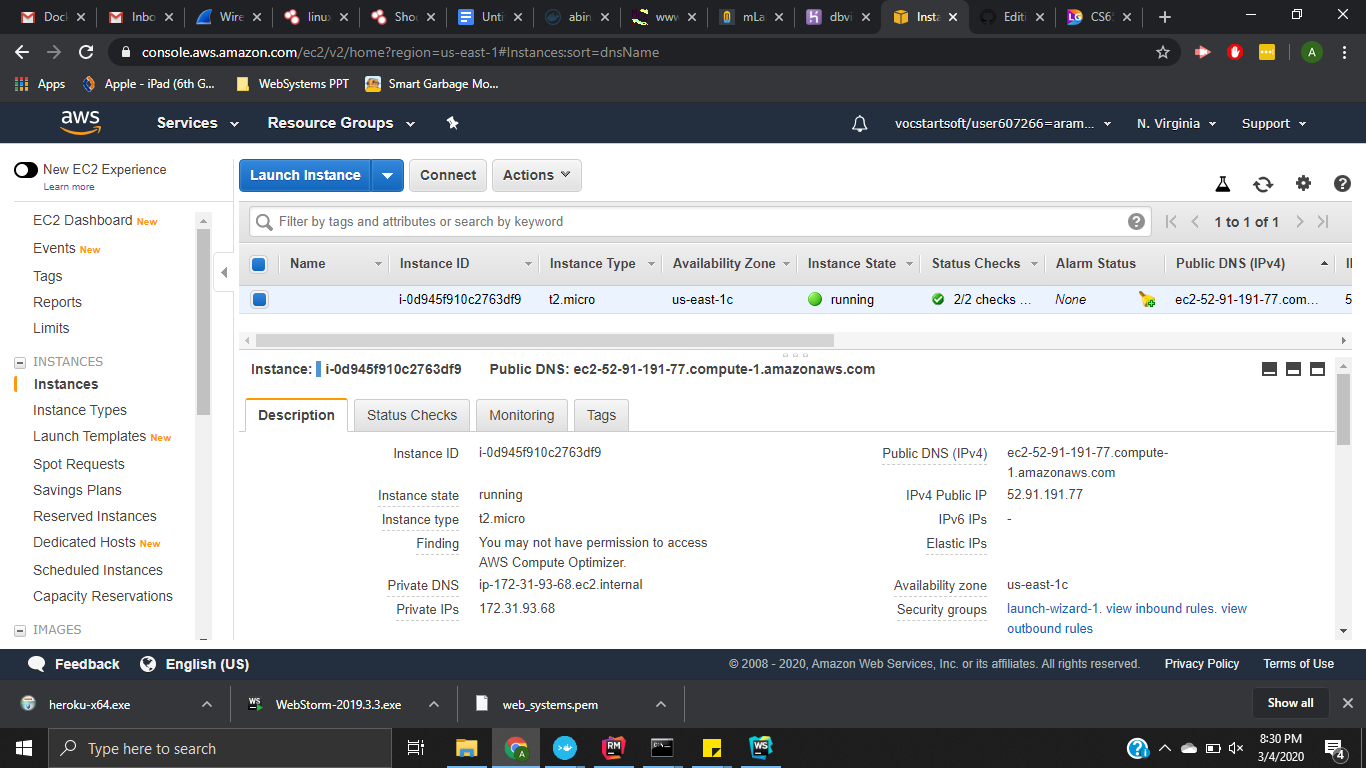 Dock
Inbo
Wire
linux
Shor
Unti
abin
www
mLa
dbvi
Insta
Editi
CS6
console.aws.amazon.com/ec2/v2/home?region=us-east-1#Instances:sort=dnsName
A
Apps
Apple - iPad (6th G...
WebSystems PPT
Smart Garbage Mo...
aws
Services
Resource Groups
vocstartsoft/user607266=aram...
N. Virginia
Support
New EC2 Experience
Learn more
Launch Instance
Connect
Actions
EC2 Dashboard New
Events New
Tags
Reports
Limits
INSTANCES
Instances
Instance Types
Launch Templates New
Spot Requests
Savings Plans
Reserved Instances
Dedicated Hosts New
Scheduled Instances
Capacity Reservations
IMAGES
Filter by tags and attributes or search by keyword
1 to 1 of 1
Name
Instance ID
Instance Type
Availability Zone
Instance State
Status Checks
Alarm Status
Public DNS (IPv4)
i-0d945f910c2763df9
t2.micro
us-east-1c
running
2/2 checks ...
None
ec2-52-91-191-77.com...
5
Instance: i-0d945f910c2763df9 Public DNS: ec2-52-91-191-77.compute-1.amazonaws.com
Description
Status Checks
Monitoring
Tags
Instance ID i-0d945f910c2763df9
Instance state running
Instance type t2.micro
Finding You may not have permission to access
AWS Compute Optimizer.
Private DNS ip-172-31-93-68.ec2.internal
Private IPs 172.31.93.68
Public DNS (IPv4) ec2-52-91-191-77.compute-
1.amazonaws.com
IPv4 Public IP 52.91.191.77
IPv6 IPs -
Elastic IPs
Availability zone us-east-1c
Security groups launch-wizard-1. view inbound rules. view
outbound rules
Feedback
English (US)
© 2008 - 2020, Amazon Web Services, Inc. or its affiliates. All rights reserved.
Privacy Policy
Terms of Use
heroku-x64.exe
WebStorm-2019.3.3.exe
web_systems.pem
Show all
Type here to search
8:30 PM
3/4/2020
4